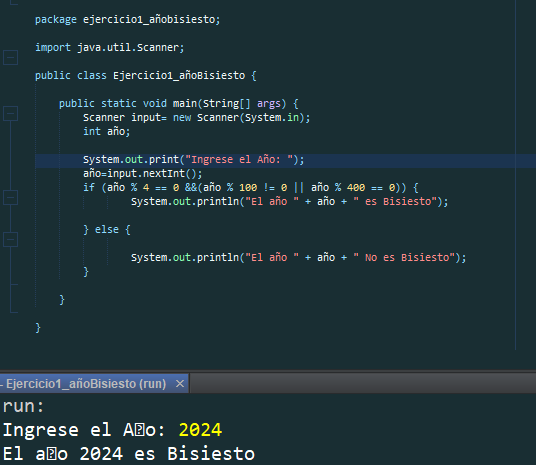 package ejercicio1_añobisiesto;
import java.util.Scanner;
public class Ejercicio1_añoBisiesto {
public static void main(String[] args) {
Scanner input= new Scanner(System.in);
int año;
System.out.print("Ingrese el Año: ");
año=input.nextInt();
if (año % 4 == 0 &&(año % 100 != 0 || año % 400 == 0)) {
System.out.println("El año " + año + " es Bisiesto");
} else {
System.out.println("El año " + año + " No es Bisiesto");
}
}
}
Ejercicio1_añoBisiesto (run) ×
run:
Ingrese el A�o: 2024
El a�o 2024 es Bisiesto